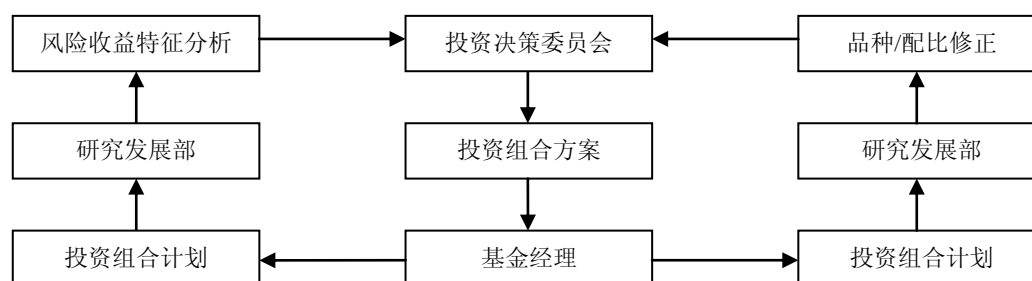 风险收益特征分析
投资决策委员会
品种/配比修正
研究发展部
投资组合方案
研究发展部
投资组合计划
基金经理
投资组合计划